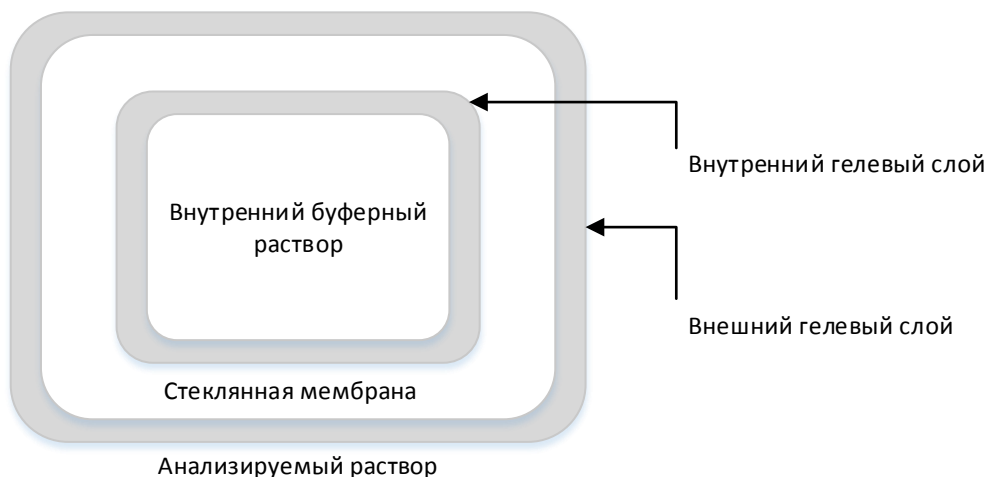 Внутренний гелевый слой
Внутренний буферный
раствор
Внешний гелевый слой
Стеклянная мембрана
Анализируемый раствор